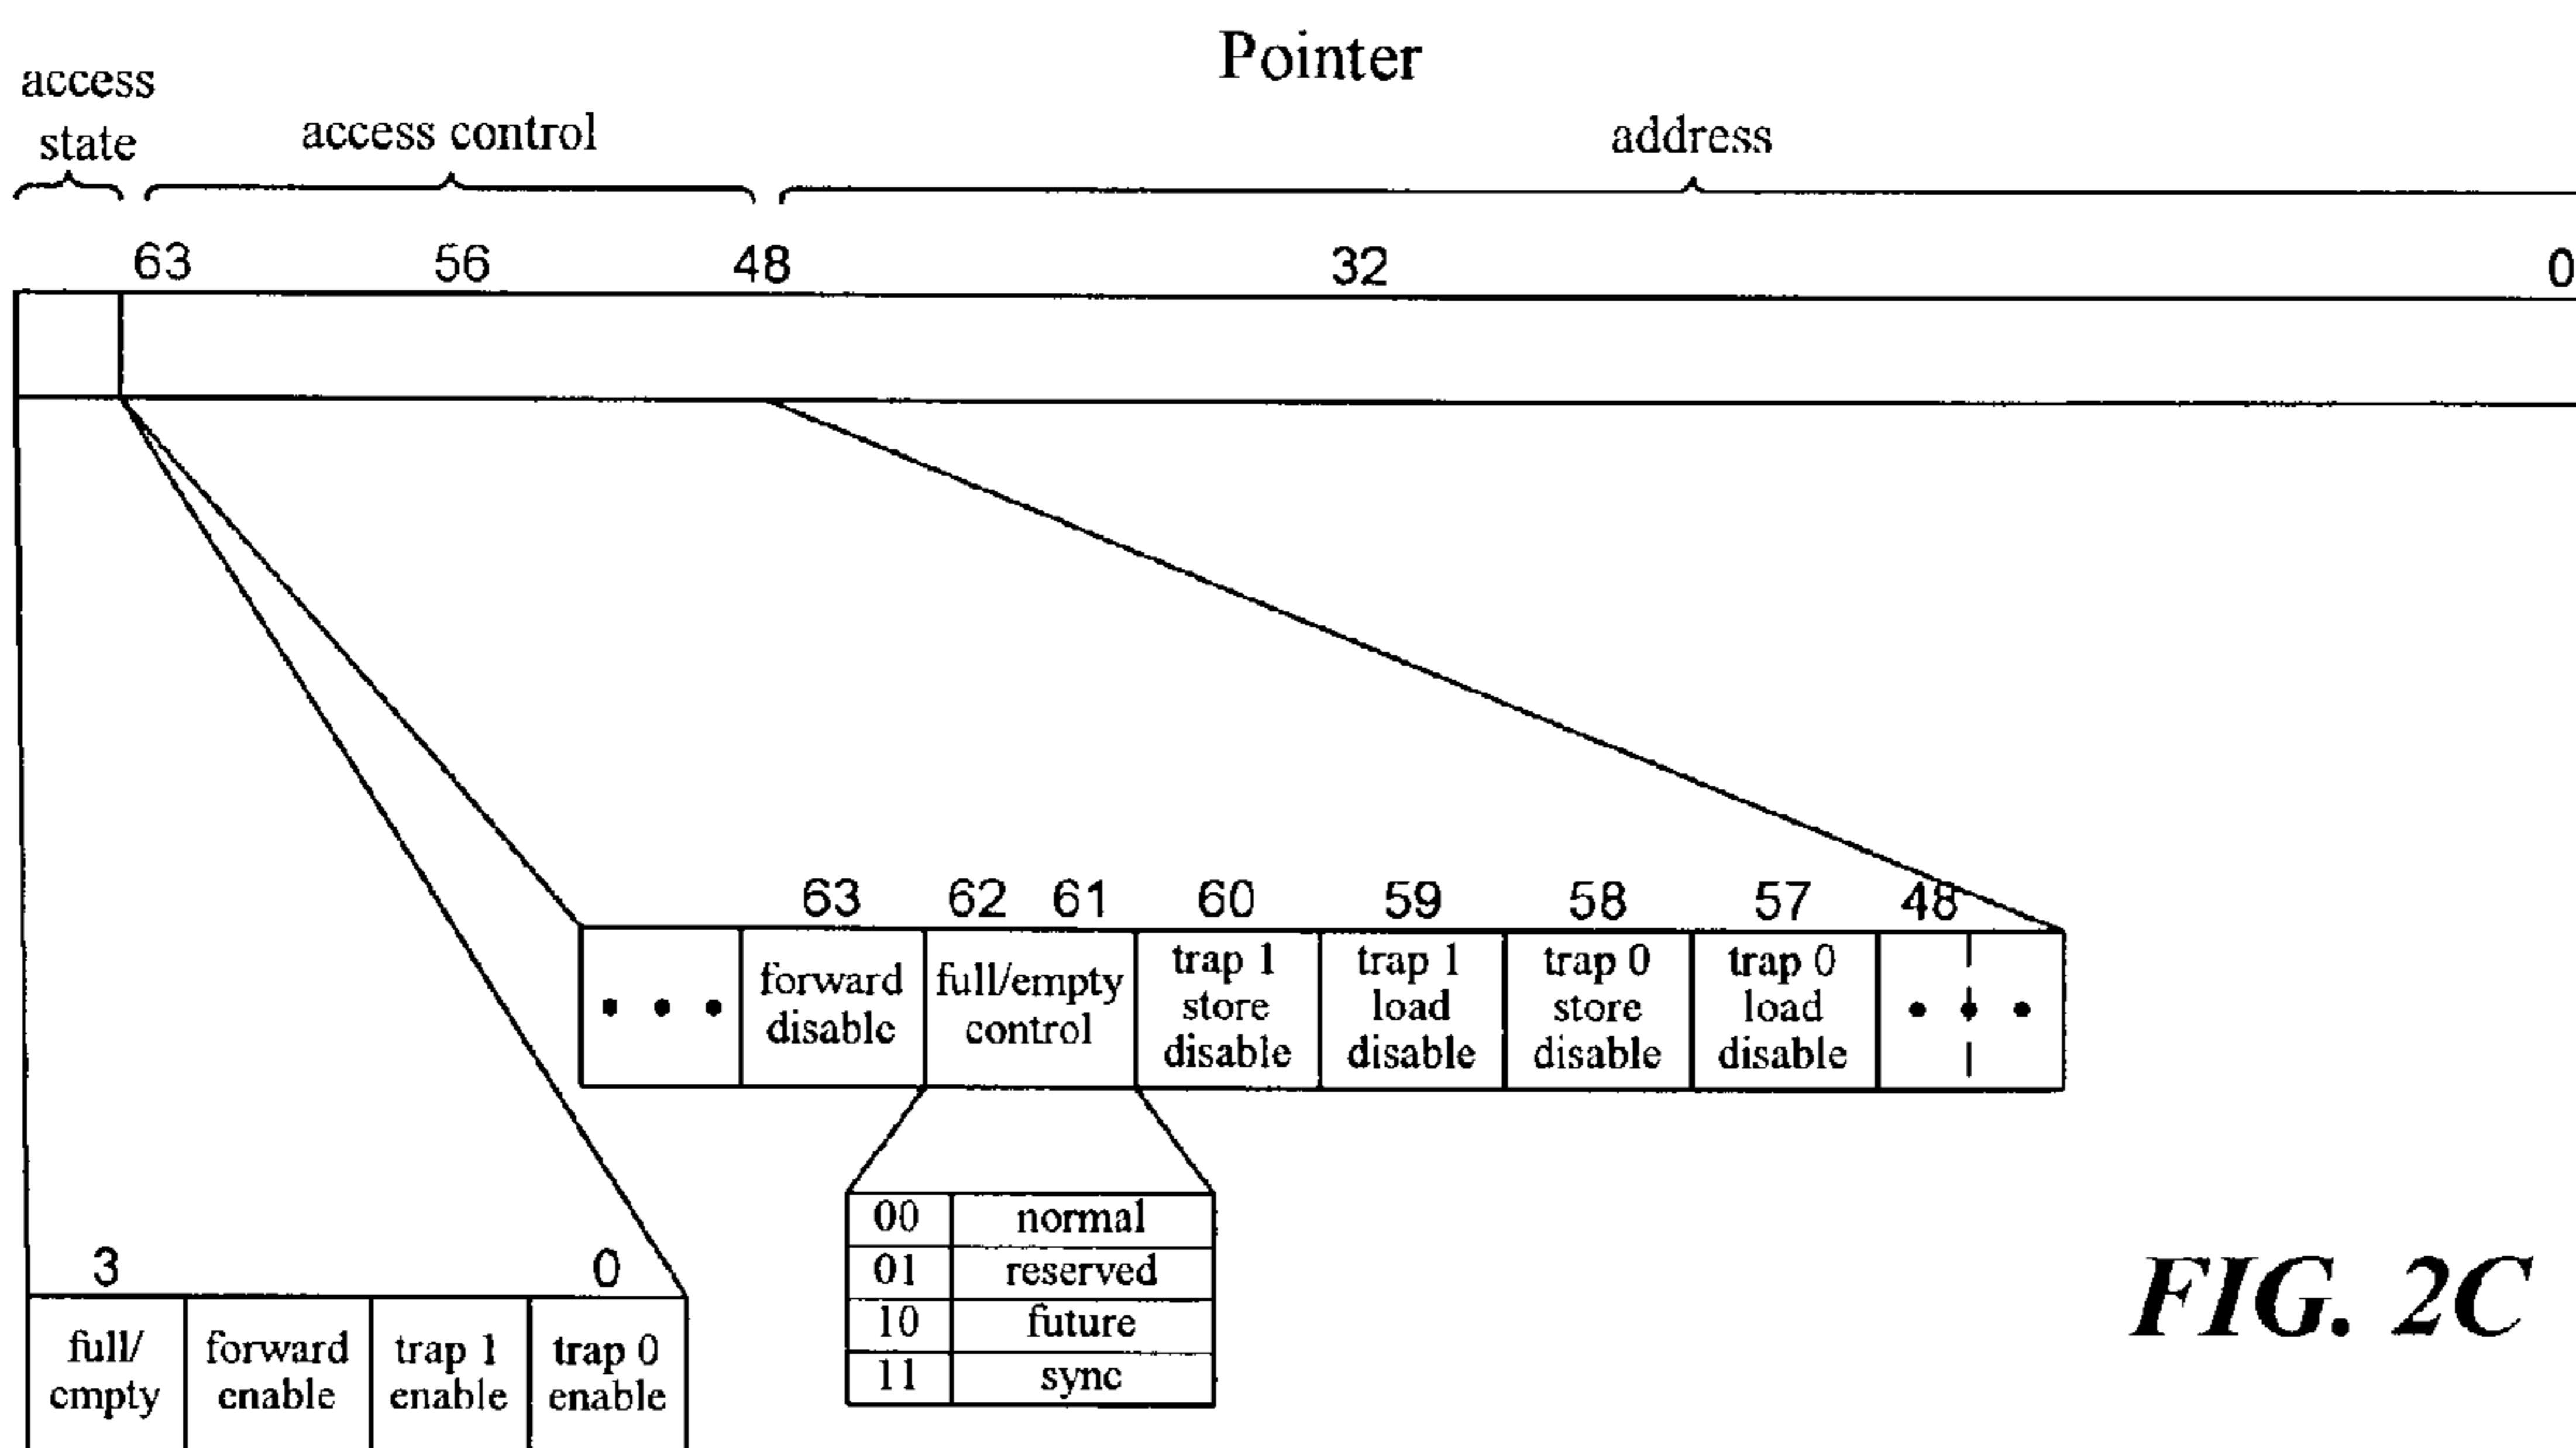 Pointer
access
state
access control
address
63 56 48 32 0
63 62 61 60 59 58 57 48
• • •
forward
disable
full/empty
control
trap 1
store
disable
trap 1
load
disable
trap 0
store
disable
trap 0
load
disable
• • •
00 normal
01 reserved
10 future
11 sync
3 0
full/
empty
forward
enable
trap 1
enable
trap 0
enable
FIG. 2C